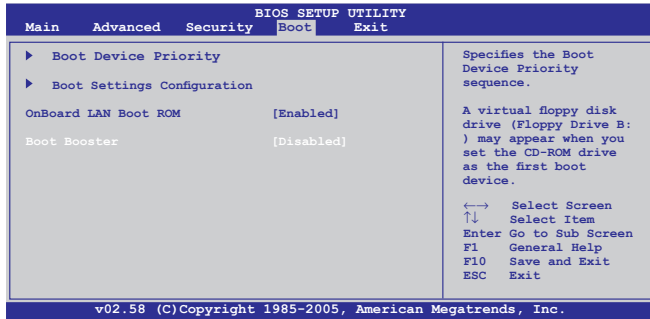 BIOS SETUP UTILITY
Main Advanced Security Boot Exit
Boot Device Priority
Boot Settings Configuration
OnBoard LAN Boot ROM [Enabled]
Boot Booster [Disabled]
Specifies the Boot
Device Priority
sequence.
A virtual floppy disk
drive (Floppy Drive B:
) may appear when you
set the CD-ROM drive
as the first boot
device.
←→ Select Screen
↑↓ Select Item
Enter Go to Sub Screen
F1 General Help
F10 Save and Exit
ESC Exit
v02.58 (C)Copyright 1985-2005, American Megatrends, Inc.